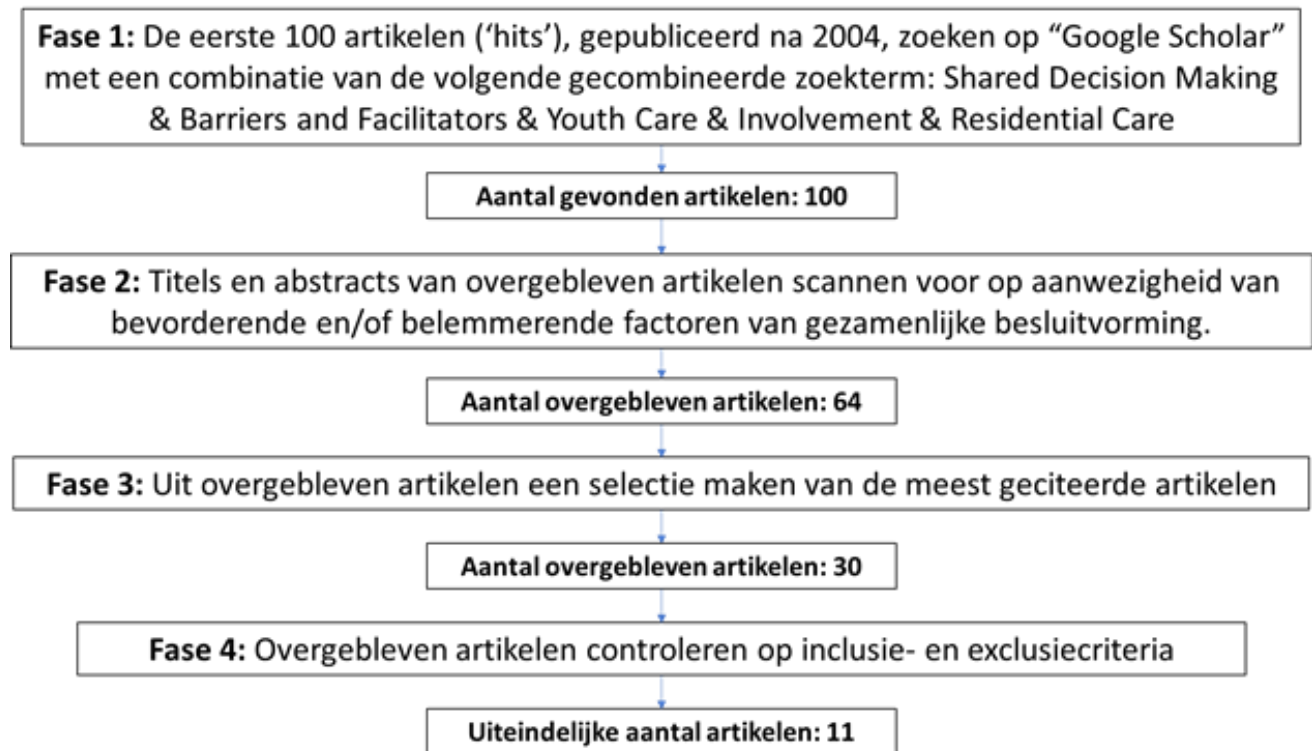 Fase 1: De eerste 100 artikelen (‘hits’), gepubliceerd na 2004, zoeken op “Google Scholar”
met een combinatie van de volgende gecombineerde zoekterm: Shared Decision Making
& Barriers and Facilitators & Youth Care & Involvement & Residential Care
Aantal gevonden artikelen: 100
Fase 2: Titels en abstracts van overgebleven artikelen scannen voor op aanwezigheid van
bevorderende en/of belemmerende factoren van gezamenlijke besluitvorming.
Aantal overgebleven artikelen: 64
Fase 3: Uit overgebleven artikelen een selectie maken van de meest geciteerde artikelen
Aantal overgebleven artikelen: 30
Fase 4: Overgebleven artikelen controleren op inclusie- en exclusiecriteria
Uiteindelijke aantal artikelen: 11